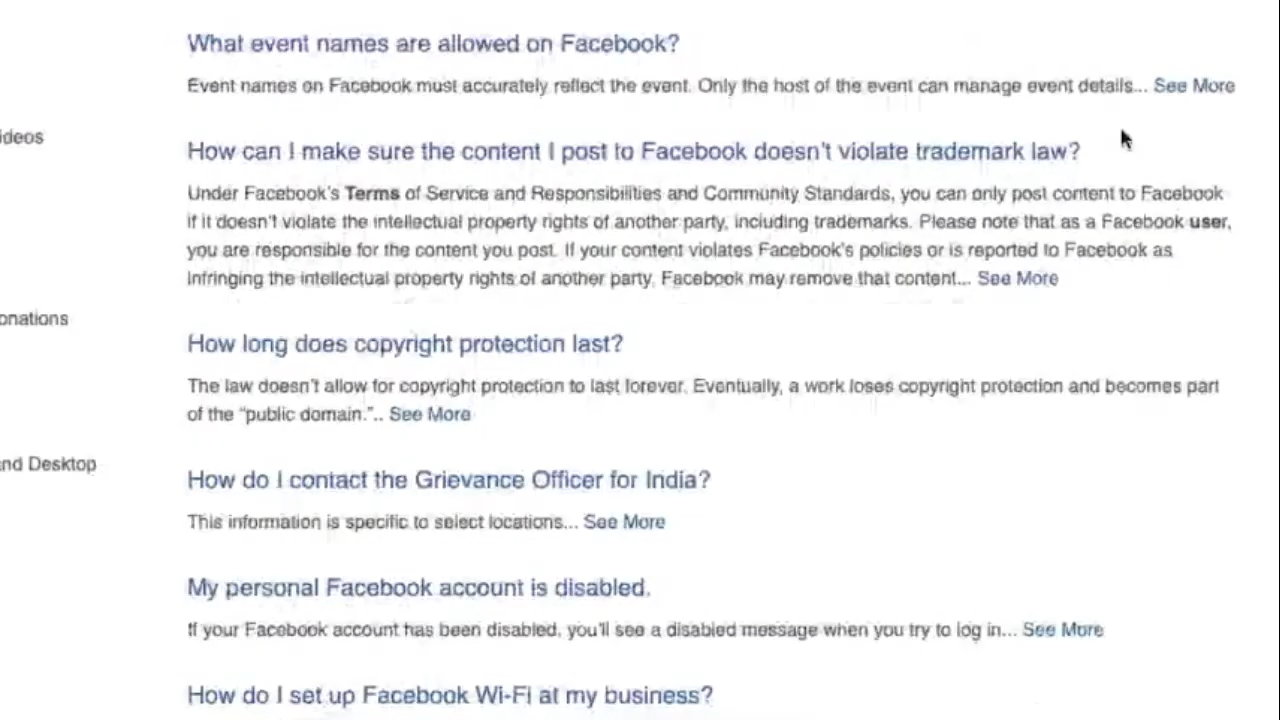 What event names are allowed on Facebook?
Event names on Facebook must accurately reflect the event. Only the host of the event can manage event details... See More
ideos
How can I make sure the content I post to Facebook doesn't violate trademark law?
Under Facebook's Terms of Service and Responsibilities and Community Standards, you can only post content to Facebook
if it doesn't violate the intellectual property rights of another party, including trademarks. Please note that as a Facebook user,
you are responsible for the content you post. If your content violates Facebook's policies or is reported to Facebook as
infringing the intellectual property rights of another party, Facebook may remove that content... See More
onations
How long does copyright protection last?
The law doesn't allow for copyright protection to last forever. Eventually, a work loses copyright protection and becomes part
of the "public domain.".. See More
nd Desktop
How do I contact the Grievance Officer for India?
This information is specific to select locations... See More
My personal Facebook account is disabled.
If your Facebook account has been disabled, you'll see a disabled message when you try to log in... See More
How do I set up Facebook Wi-Fi at my business?